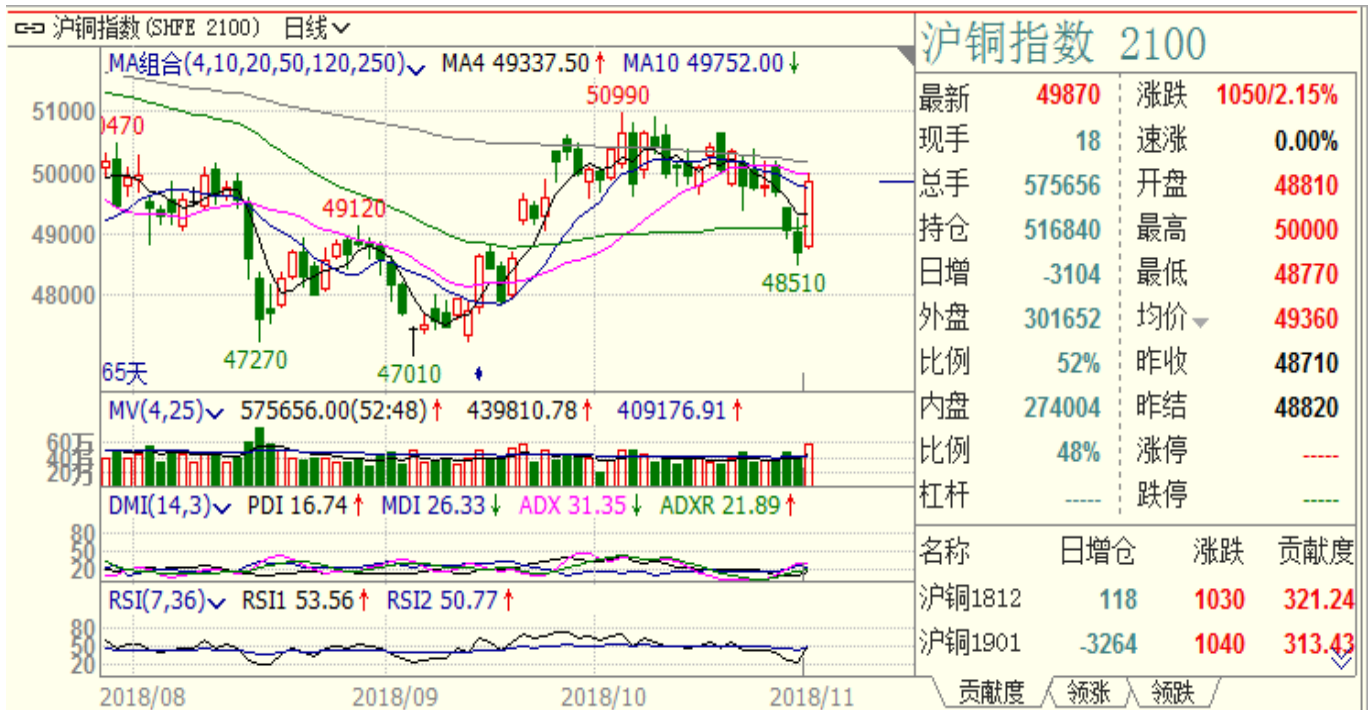 沪铜指数(SHFE 2100) 日线
MA组合(4,10,20,50,120,250) MA4 49337.50↑ MA10 49752.00↓
50990
51000
0470
50000
49120
49000
48510
48000
47270
47010
65天
MV(4,25) 575656.00(52:48)↑ 439810.78↑ 409176.91↑
60万
40万
20万
DMI(14,3) PDI 16.74↑ MDI 26.33↓ ADX 31.35↓ ADXR 21.89↑
80
50
20
RSI(7,36) RSI1 53.56↑ RSI2 50.77↑
80
50
20
2018/08 2018/09 2018/10 2018/11
沪铜指数 2100
最新 49870 涨跌 1050/2.15%
现手 18 速涨 0.00%
总手 575656 开盘 48810
持仓 516840 最高 50000
日增 -3104 最低 48770
外盘 301652 均价 49360
比例 52% 昨收 48710
内盘 274004 昨结 48820
比例 48% 涨停 -----
杠杆 ----- 跌停 -----
名称 日增仓 涨跌 贡献度
沪铜1812 118 1030 321.24
沪铜1901 -3264 1040 313.43
贡献度 领涨 领跌